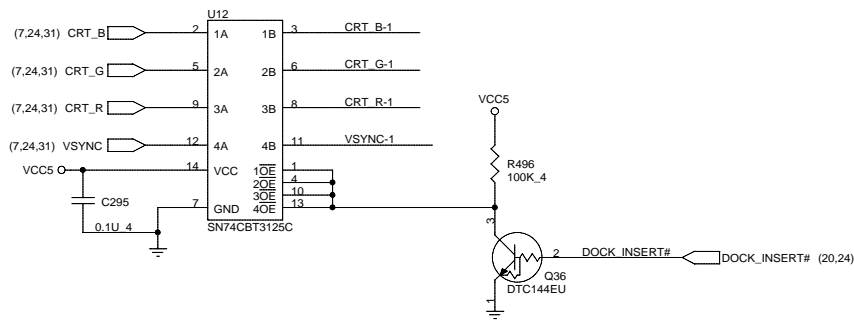 U12
(7,24,31) CRT_B 2 1A 1B 3 CRT_B-1
(7,24,31) CRT_G 5 2A 2B 6 CRT_G-1
(7,24,31) CRT_R 9 3A 3B 8 CRT_R-1
(7,24,31) VSYNC 12 4A 4B 11 VSYNC-1
VCC5 14 VCC 1OE 1
2OE 4
3OE 10
7 GND 4OE 13
C295
0.1U_4
SN74CBT3125C
VCC5
R496
100K_4
3
2 DOCK_INSERT# DOCK_INSERT# (20,24)
Q36
DTC144EU
1